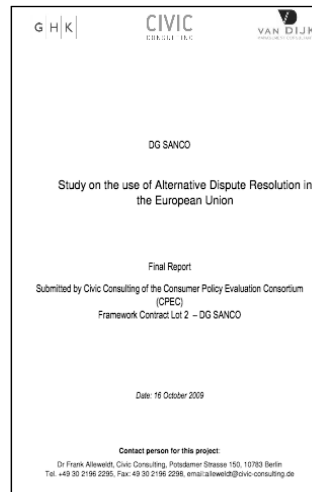 G H K
CIVIC
CONSULTING
VAN DIJK
DG SANCO
Study on the use of Alternative Dispute Resolution in
the European Union
Final Report
Submitted by Civic Consulting of the Consumer Policy Evaluation Consortium
(CPEC)
Framework Contract Lot 2 – DG SANCO
Date: 16 October 2009
Contact person for this project:
Dr Frank Alleweldt, Civic Consulting, Potsdamer Strasse 150, 10783 Berlin
Tel. +49 30 2196 2295, Fax: +49 30 2196 2298, email:alleweldt@civic-consulting.de